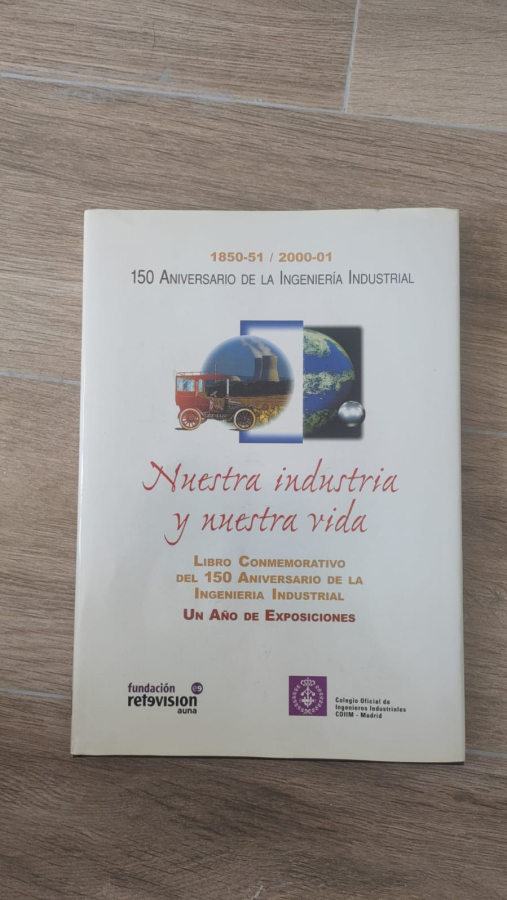 1850-51 / 2000-01
150 ANIVERSARIO DE LA INGENIERÍA INDUSTRIAL
Nuestra industria
y nuestra vida
LIBRO CONMEMORATIVO
DEL 150 ANIVERSARIO DE LA
INGENIERIA INDUSTRIAL
UN AÑO DE EXPOSICIONES
fundación
retevision
auna
Colegio Oficial de
Ingenieros Industriales
COIIM - Madrid